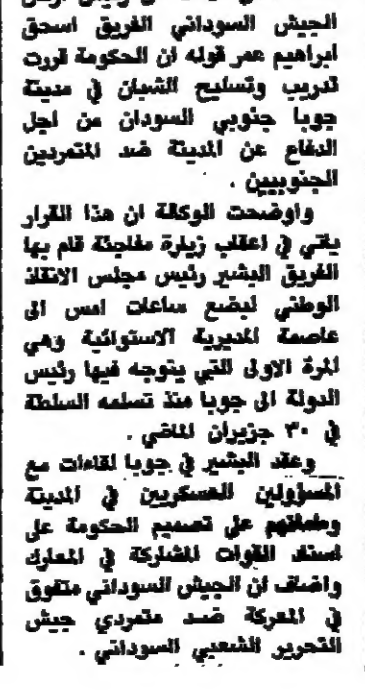 الجيش السوداني الفريق اسحق
ابراهيم عمر قوله ان الحكومة قررت
تدريب وتسليح الشبان في مدينة
جوبا جنوبي السودان من اجل
الدفاع عن المدينة ضد المتمردين
الجنوبيين .
واوضحت الوكالة ان هذا القرار
ياتي في اعقاب زيارة مفاجئة قام بها
الفريق البشير رئيس مجلس الانقاذ
الوطني لبضع ساعات امس الى
عاصمة المديرية الاستوائية وهي
المرة الاولى التي يتوجه فيها رئيس
الدولة الى جوبا منذ تسلمه السلطة
في ٣٠ حزيران الماضي .
وعقد البشير في جوبا لقاءات مع
المسؤولين العسكريين في المدينة
وطمانهم على تصميم الحكومة على
اسناد القوات المشاركة في المعارك
واضاف ان الجيش السوداني متفوق
في المعركة ضد متمردي جيش
التحرير الشعبي السوداني .